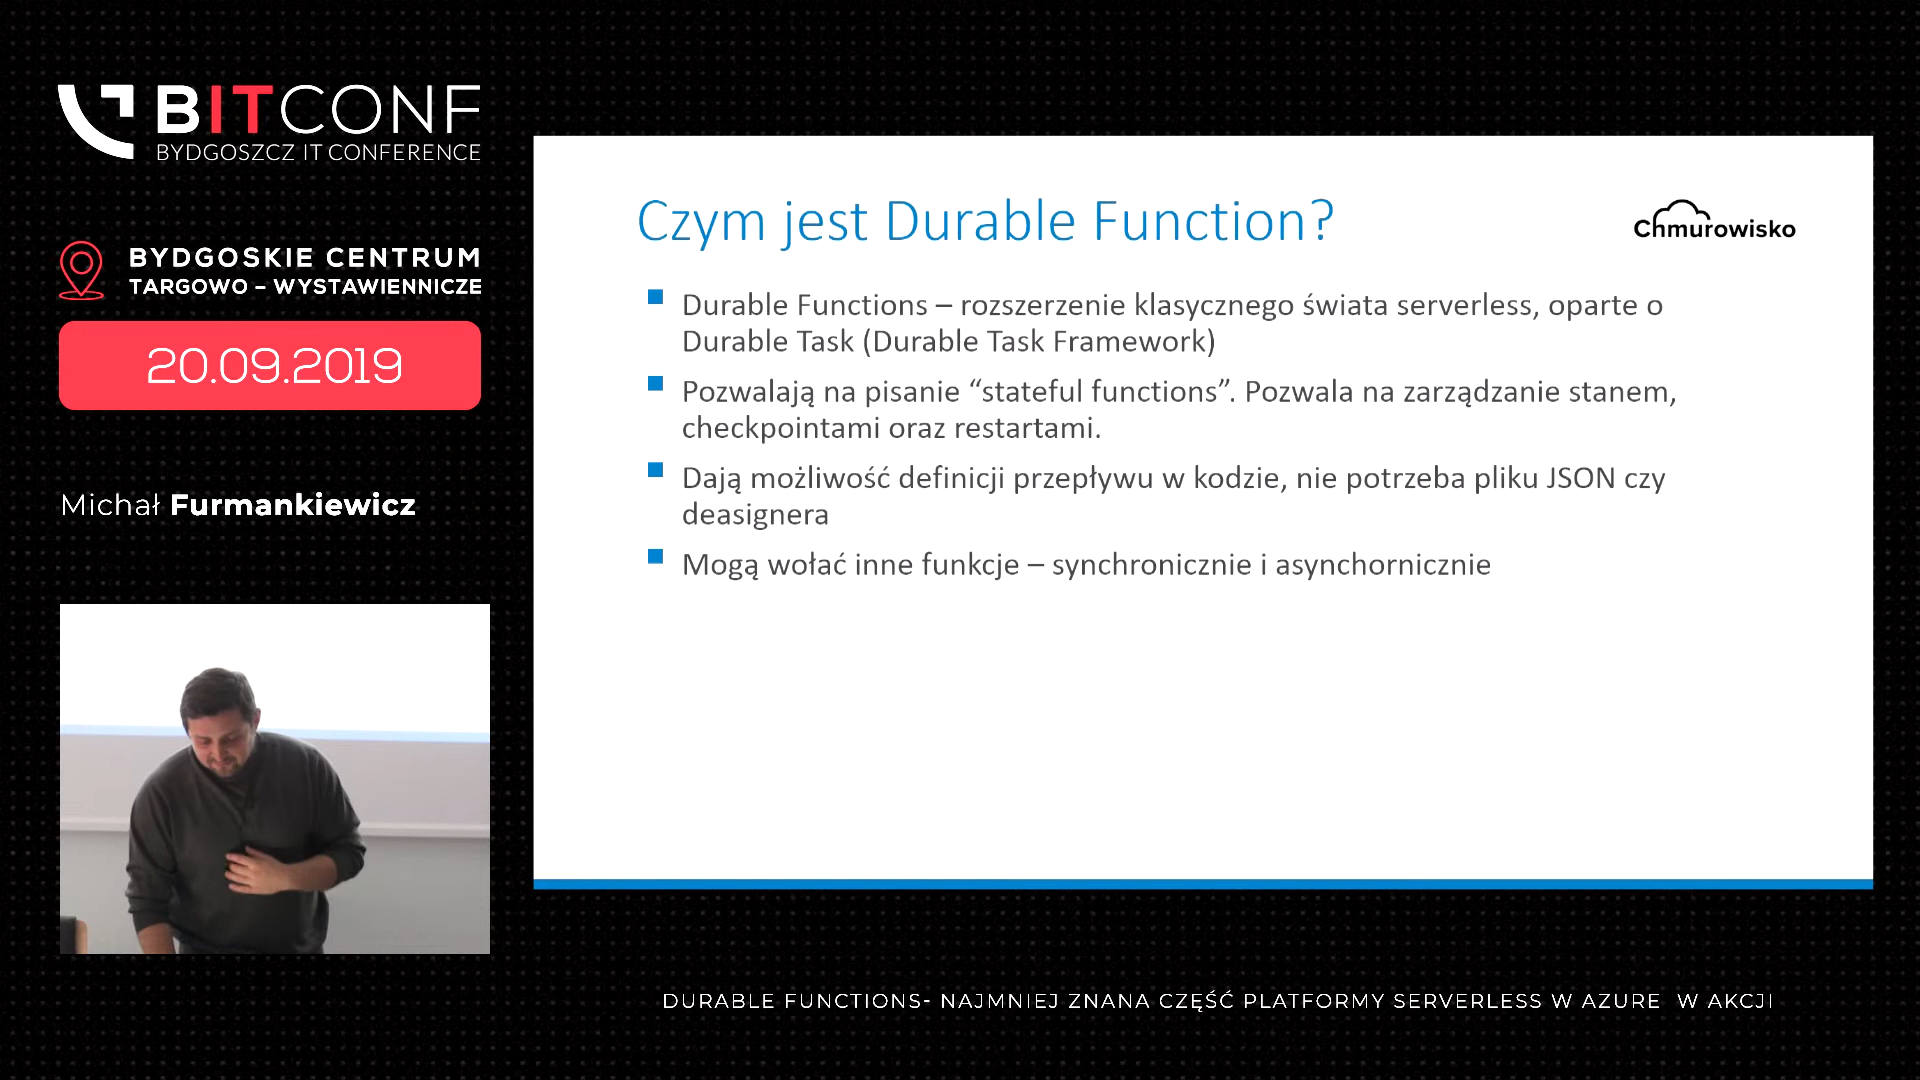 BITCONF
BYDGOSZCZ IT CONFERENCE
BYDGOSKIE CENTRUM
TARGOWO – WYSTAWIENNICZE
20.09.2019
Michał Furmankiewicz
Czym jest Durable Function?
Chmurowisko
Durable Functions – rozszerzenie klasycznego świata serverless, oparte o
Durable Task (Durable Task Framework)
Pozwalają na pisanie “stateful functions”. Pozwala na zarządzanie stanem,
checkpointami oraz restartami.
Dają możliwość definicji przepływu w kodzie, nie potrzeba pliku JSON czy
deasignera
Mogą wołać inne funkcje – synchronicznie i asynchornicznie
DURABLE FUNCTIONS- NAJMNIEJ ZNANA CZĘŚĆ PLATFORMY SERVERLESS W AZURE W AKCJI